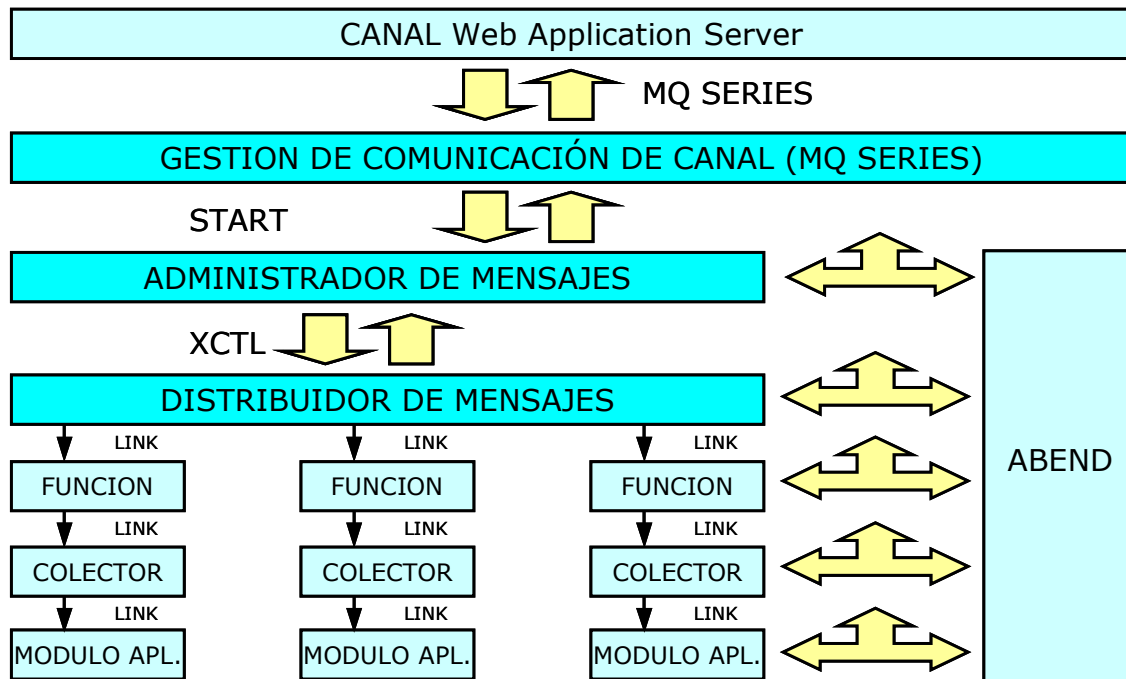 CANAL Web Application Server
MQ SERIES
GESTION DE COMUNICACIÓN DE CANAL (MQ SERIES)
START
ADMINISTRADOR DE MENSAJES
XCTL
DISTRIBUIDOR DE MENSAJES
ABEND
LINK LINK LINK
FUNCION FUNCION FUNCION
LINK LINK LINK
COLECTOR COLECTOR COLECTOR
LINK LINK LINK
MODULO APL. MODULO APL. MODULO APL.